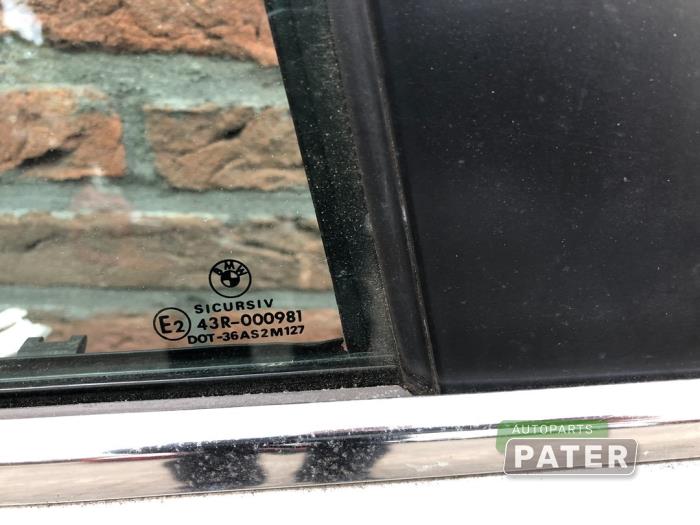 BMW
SICURSIV
E2 43R-000981
DOT-36AS2M127
AUTOPARTS
PATER